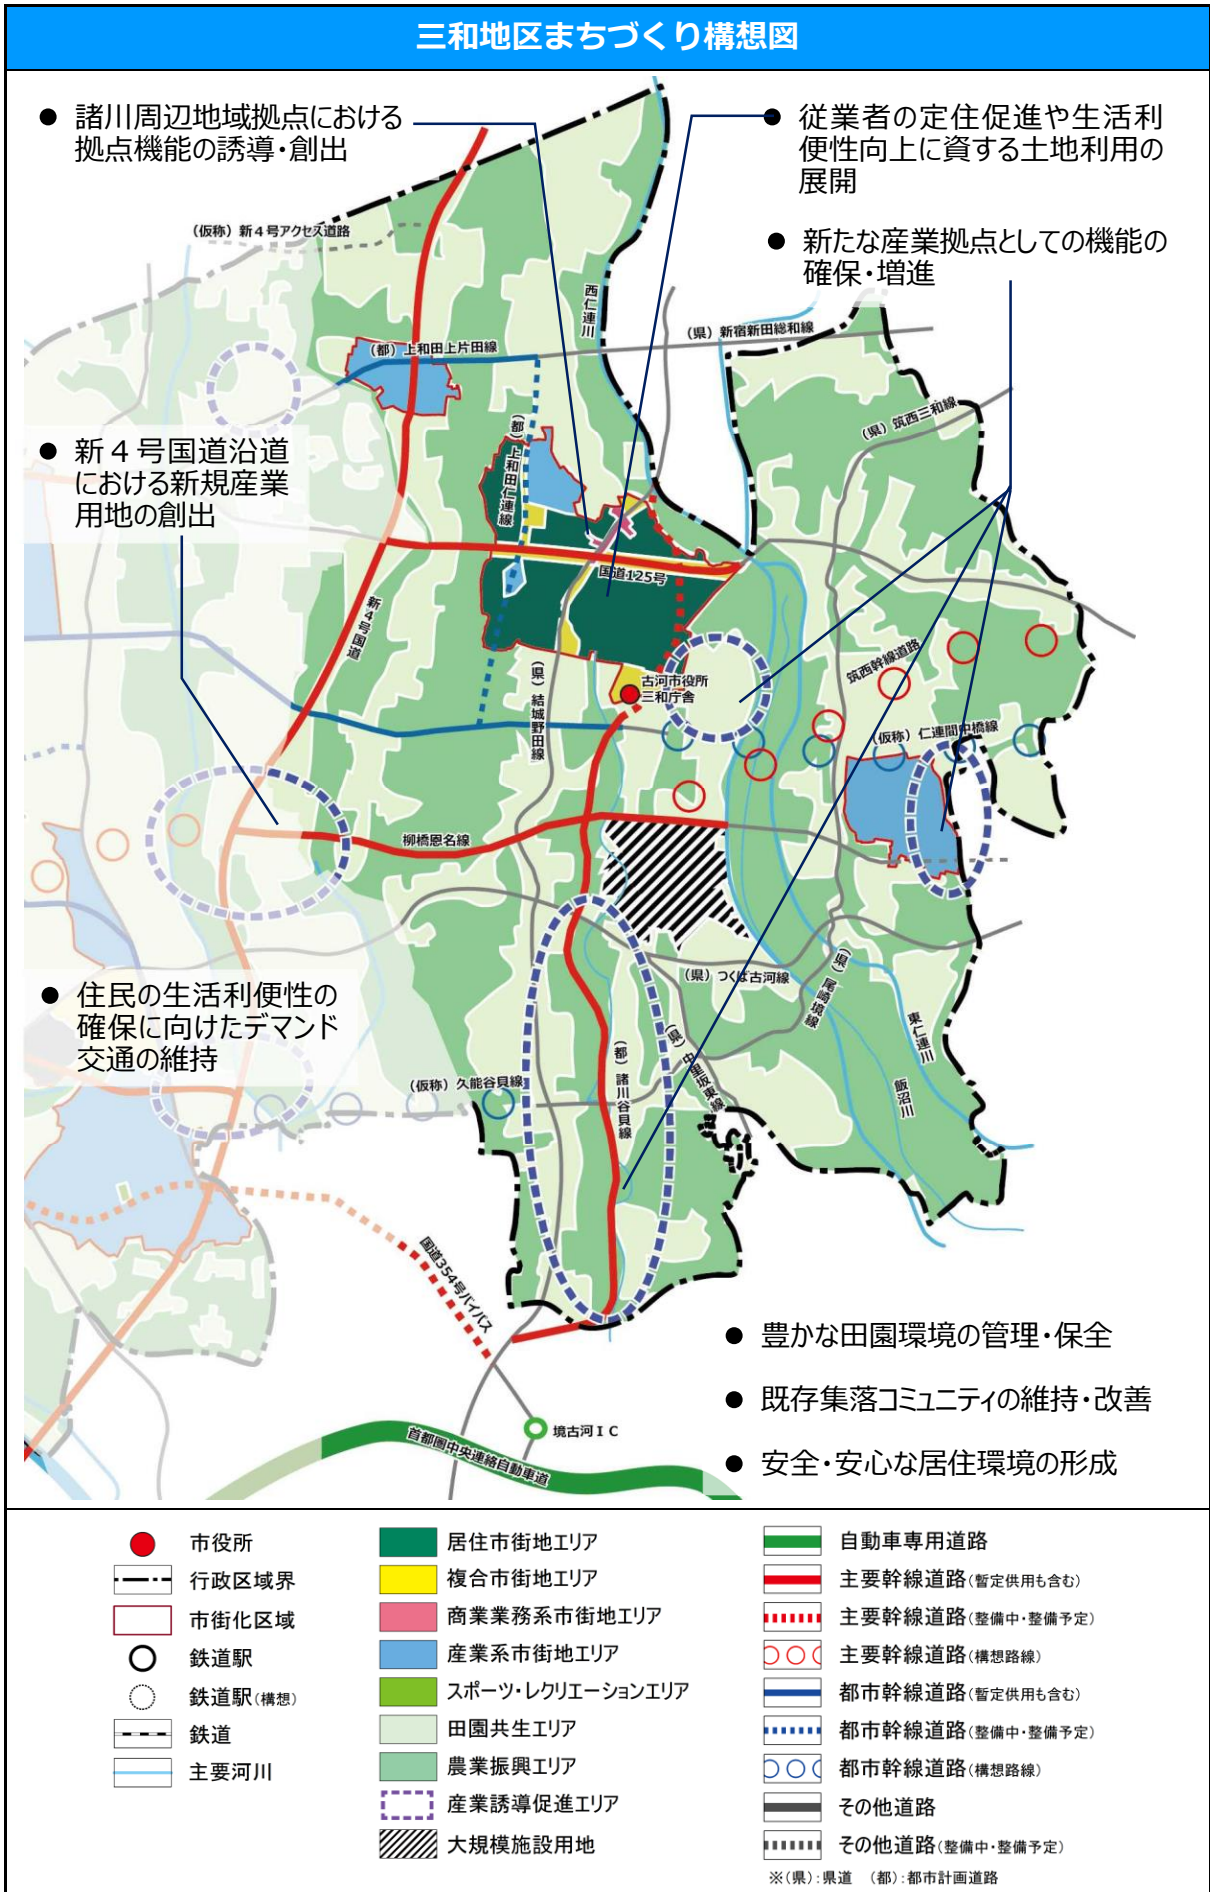 三和地区まちづくり構想図
● 諸川周辺地域拠点における
拠点機能の誘導・創出
● 従業者の定住促進や生活利
便性向上に資する土地利用の
展開
● 新たな産業拠点としての機能の
確保・増進
(仮称)新4号アクセス道路
西仁連川
(県)新宿新田総和線
(都)上和田上片田線
(県)筑西三和線
(都)上和田仁連線
● 新4号国道沿道
における新規産業
用地の創出
国道125号
新4号国道
(県)結城野田線
古河市役所
三和庁舎
筑西幹線道路
(仮称)仁連間中橋線
柳橋恩名線
(県)つくば古河線
(県)尾崎境線
● 住民の生活利便性の
確保に向けたデマンド
交通の維持
東仁連川
飯沼川
(仮称)久能谷貝線
(都)諸川谷貝線
(県)中里坂東線
国道354号バイパス
● 豊かな田園環境の管理・保全
● 既存集落コミュニティの維持・改善
● 安全・安心な居住環境の形成
境古河IC
首都圏中央連絡自動車道
市役所
行政区域界
市街化区域
鉄道駅
鉄道駅(構想)
鉄道
主要河川
居住市街地エリア
複合市街地エリア
商業業務系市街地エリア
産業系市街地エリア
スポーツ・レクリエーションエリア
田園共生エリア
農業振興エリア
産業誘導促進エリア
大規模施設用地
自動車専用道路
主要幹線道路(暫定供用も含む)
主要幹線道路(整備中・整備予定)
主要幹線道路(構想路線)
都市幹線道路(暫定供用も含む)
都市幹線道路(整備中・整備予定)
都市幹線道路(構想路線)
その他道路
その他道路(整備中・整備予定)
※(県):県道 (都):都市計画道路